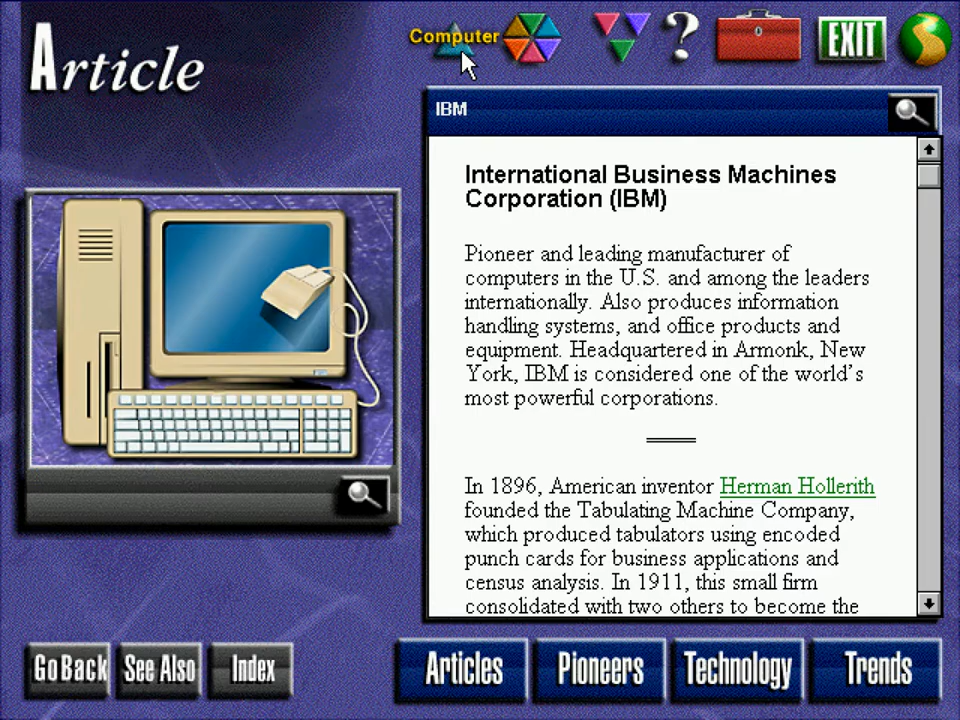 Article
Computer
?
EXIT
IBM
International Business Machines
Corporation (IBM)
Pioneer and leading manufacturer of
computers in the U.S. and among the leaders
internationally. Also produces information
handling systems, and office products and
equipment. Headquartered in Armonk, New
York, IBM is considered one of the world's
most powerful corporations.
In 1896, American inventor Herman Hollerith
founded the Tabulating Machine Company,
which produced tabulators using encoded
punch cards for business applications and
census analysis. In 1911, this small firm
consolidated with two others to become the
Go Back
See Also
Index
Articles
Pioneers
Technology
Trends